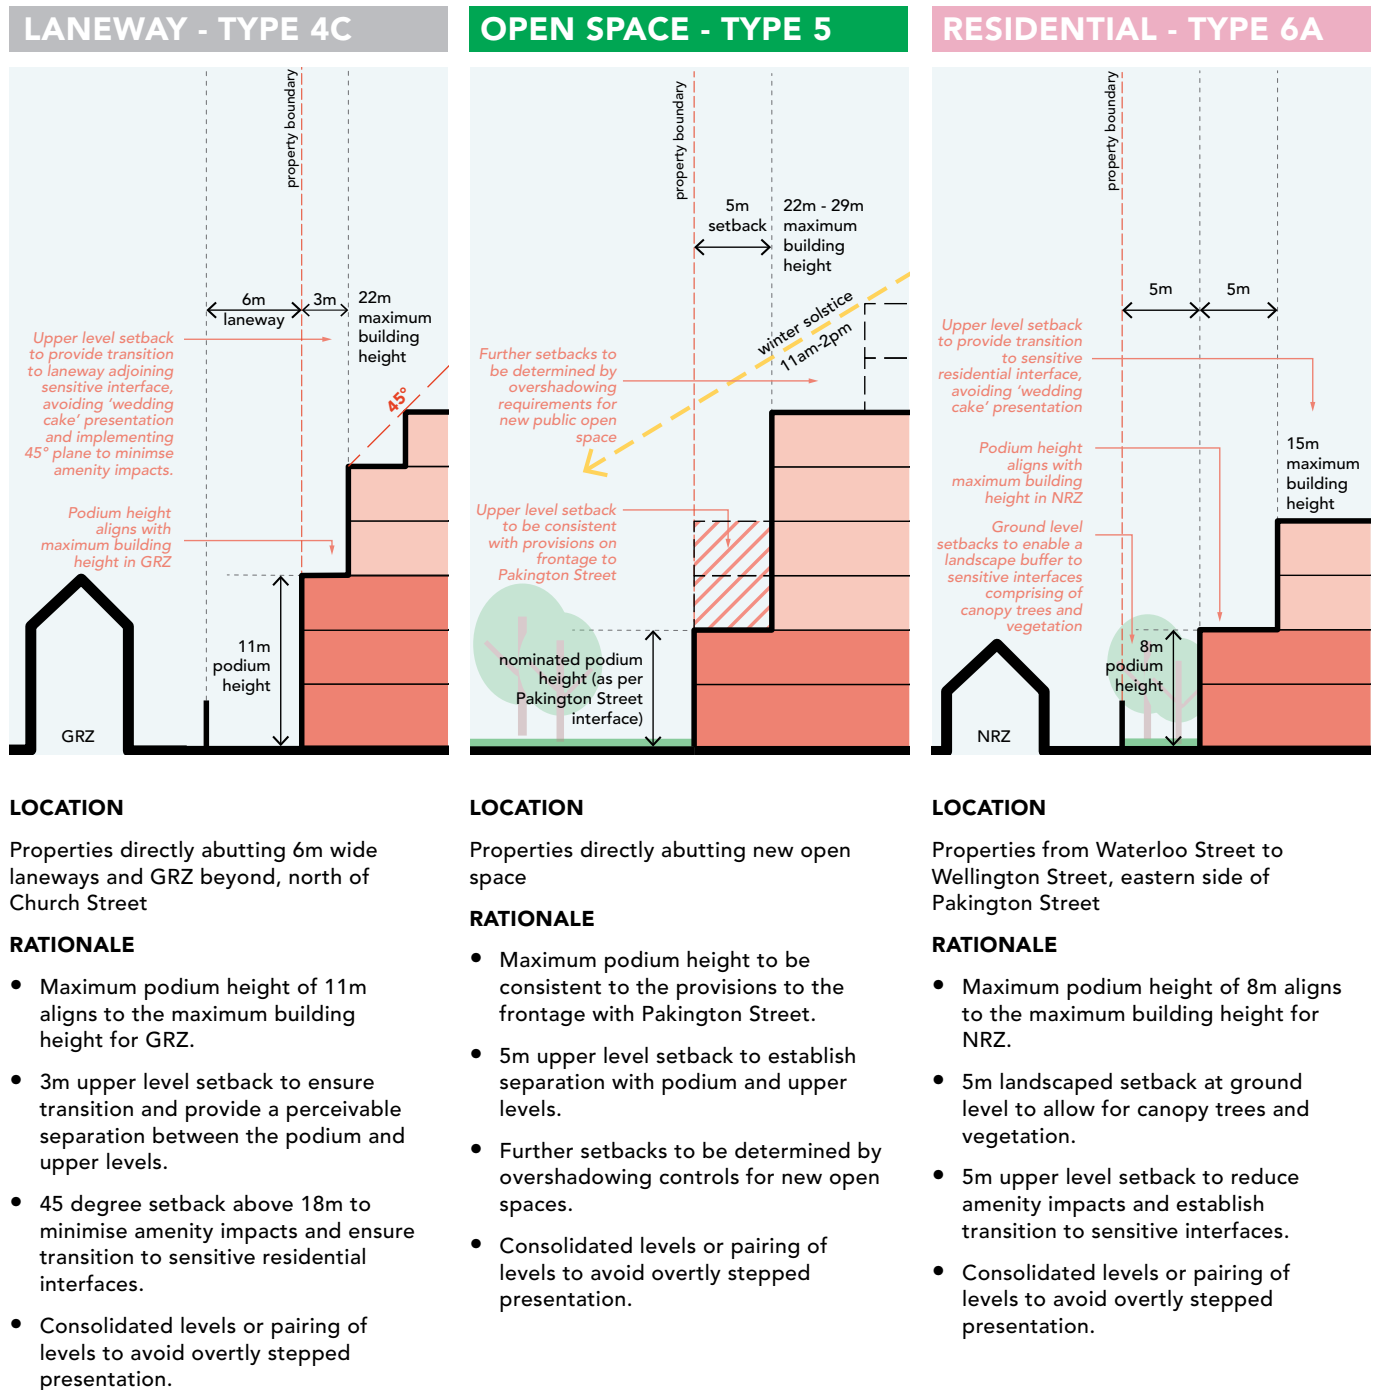 LANEWAY - TYPE 4C
property boundary
6m
laneway
3m
22m
maximum
building
height
Upper level setback
to provide transition
to laneway adjoining
sensitive interface,
avoiding ‘wedding
cake’ presentation
and implementing
45° plane to minimse
amenity impacts.
45°
Podium height
aligns with
maximum building
height in GRZ
11m
podium
height
GRZ
LOCATION
Properties directly abutting 6m wide
laneways and GRZ beyond, north of
Church Street
RATIONALE
• Maximum podium height of 11m
aligns to the maximum building
height for GRZ.
• 3m upper level setback to ensure
transition and provide a perceivable
separation between the podium and
upper levels.
• 45 degree setback above 18m to
minimise amenity impacts and ensure
transition to sensitive residential
interfaces.
• Consolidated levels or pairing of
levels to avoid overtly stepped
presentation.
OPEN SPACE - TYPE 5
property boundary
5m
setback
22m - 29m
maximum
building
height
winter solstice
11am-2pm
Further setbacks to
be determined by
overshadowing
requirements for
new public open
space
Upper level setback
to be consistent
with provisions on
frontage to
Pakington Street
nominated podium
height (as per
Pakington Street
interface)
LOCATION
Properties directly abutting new open
space
RATIONALE
• Maximum podium height to be
consistent to the provisions to the
frontage with Pakington Street.
• 5m upper level setback to establish
separation with podium and upper
levels.
• Further setbacks to be determined by
overshadowing controls for new open
spaces.
• Consolidated levels or pairing of
levels to avoid overtly stepped
presentation.
RESIDENTIAL - TYPE 6A
property boundary
5m
5m
Upper level setback
to provide transition
to sensitive
residential interface,
avoiding ‘wedding
cake’ presentation
Podium height
aligns with
maximum building
height in NRZ
15m
maximum
building
height
Ground level
setbacks to enable a
landscape buffer to
sensitive interfaces
comprising of
canopy trees and
vegetation
8m
podium
height
NRZ
LOCATION
Properties from Waterloo Street to
Wellington Street, eastern side of
Pakington Street
RATIONALE
• Maximum podium height of 8m aligns
to the maximum building height for
NRZ.
• 5m landscaped setback at ground
level to allow for canopy trees and
vegetation.
• 5m upper level setback to reduce
amenity impacts and establish
transition to sensitive interfaces.
• Consolidated levels or pairing of
levels to avoid overtly stepped
presentation.